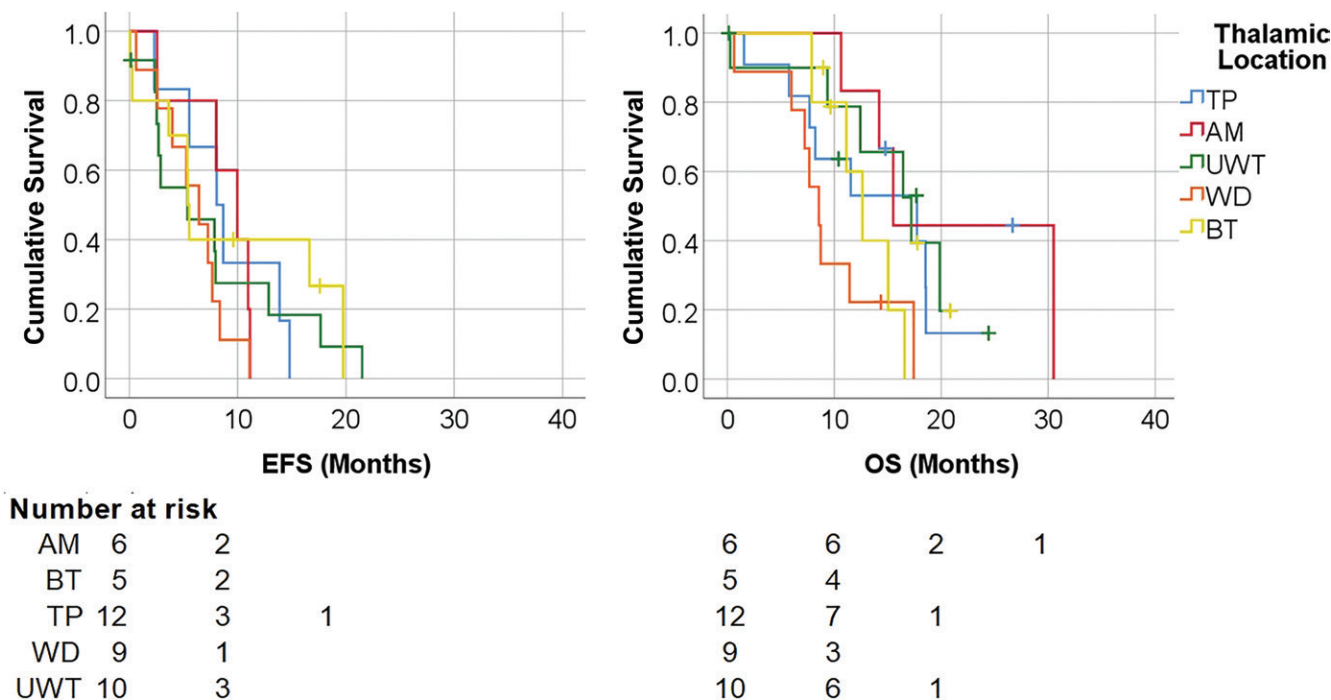 Thalamic
Location
TP
AM
UWT
WD
BT
Cumulative Survival
1.0
0.8
0.6
0.4
0.2
0.0
0 10 20 30 40
EFS (Months)
Cumulative Survival
1.0
0.8
0.6
0.4
0.2
0.0
0 10 20 30 40
OS (Months)
Number at risk
AM 6 2 6 6 2 1
BT 5 2 5 4
TP 12 3 1 12 7 1
WD 9 1 9 3
UWT 10 3 10 6 1